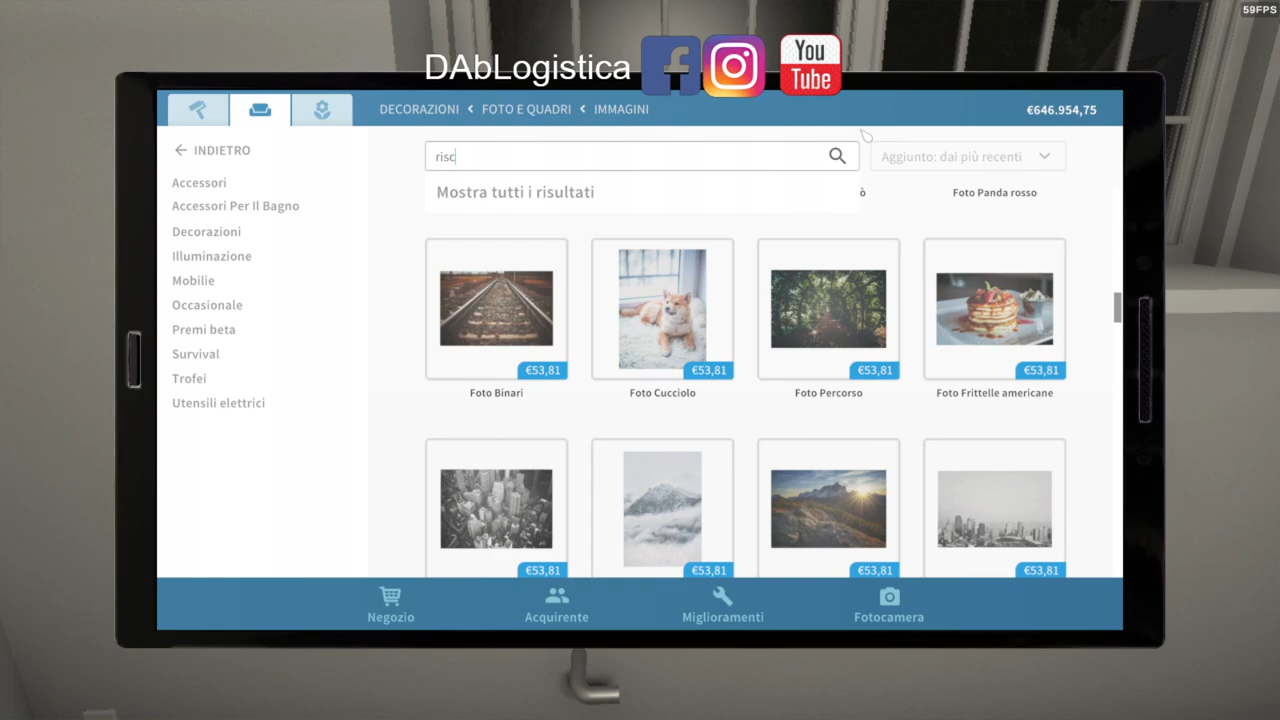 59FPS
DAbLogistica
You
Tube
DECORAZIONI < FOTO E QUADRI < IMMAGINI
€646.954,75
INDIETRO
risc
Aggiunto: dai più recenti
Mostra tutti i risultati
ò
Foto Panda rosso
Accessori
Accessori Per Il Bagno
Decorazioni
Illuminazione
Mobilie
Occasionale
Premi beta
Survival
Trofei
Utensili elettrici
€53,81
€53,81
€53,81
€53,81
Foto Binari
Foto Cucciolo
Foto Percorso
Foto Frittelle americane
€53,81
€53,81
€53,81
€53,81
Negozio
Acquirente
Miglioramenti
Fotocamera